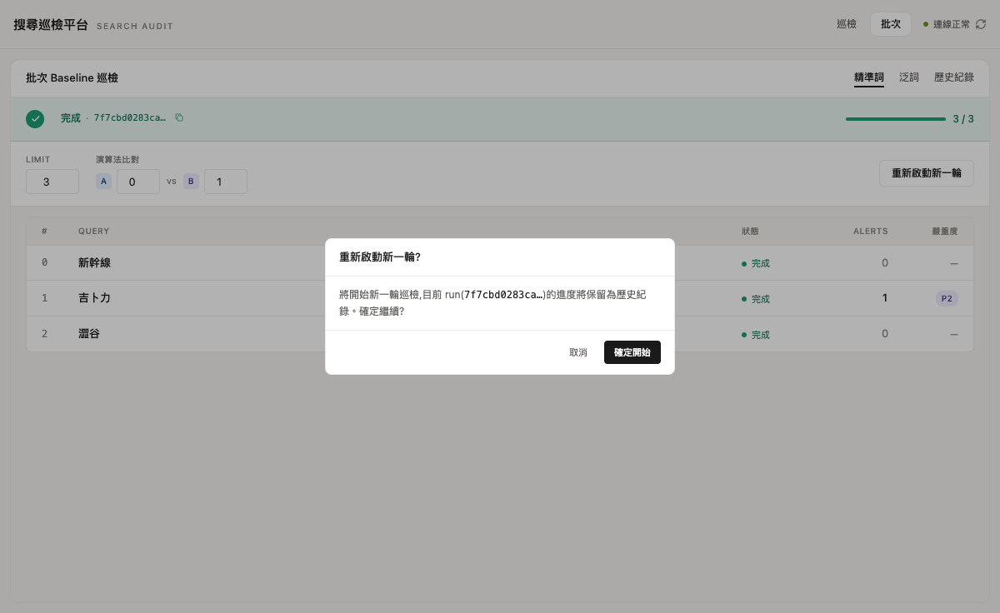 搜尋巡檢平台 SEARCH AUDIT
巡檢 批次 連線正常
批次 Baseline 巡檢
精準詞 泛詞 歷史紀錄
完成 · 7f7cbd0283ca… 3 / 3
LIMIT 演算法比對
3 A 0 vs B 1 重新啟動新一輪
# QUERY 狀態 ALERTS 嚴重度
0 新幹線 完成 0 —
1 吉卜力 完成 1 P2
2 澀谷 完成 0 —
重新啟動新一輪?
將開始新一輪巡檢,目前 run(7f7cbd0283ca…)的進度將保留為歷史紀
錄。確定繼續?
取消 確定開始